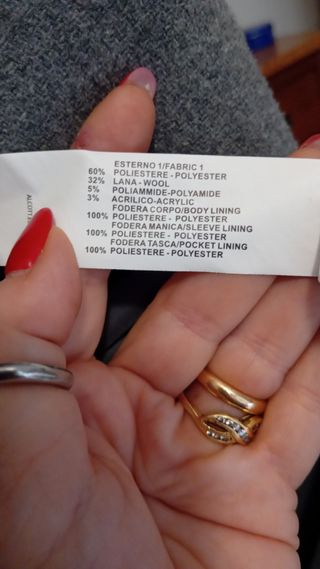 ESTERNO 1/FABRIC 1
60% POLIESTERE - POLYESTER
32% LANA - WOOL
5% POLIAMMIDE-POLYAMIDE
3% ACRILICO-ACRYLIC
FODERA CORPO/BODY LINING
100% POLIESTERE - POLYESTER
FODERA MANICA/SLEEVE LINING
100% POLIESTERE - POLYESTER
FODERA TASCA/POCKET LINING
100% POLIESTERE - POLYESTER